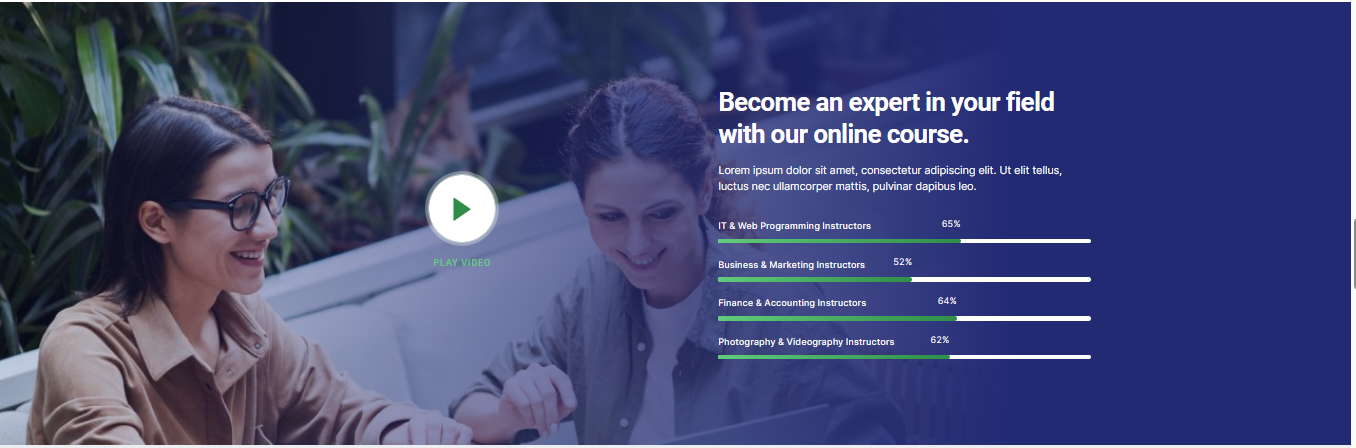 Become an expert in your field
with our online course.
Lorem ipsum dolor sit amet, consectetur adipiscing elit. Ut elit tellus,
luctus nec ullamcorper mattis, pulvinar dapibus leo.
IT & Web Programming Instructors 65%
Business & Marketing Instructors 52%
PLAY VIDEO
Finance & Accounting Instructors 64%
Photography & Videography Instructors 62%